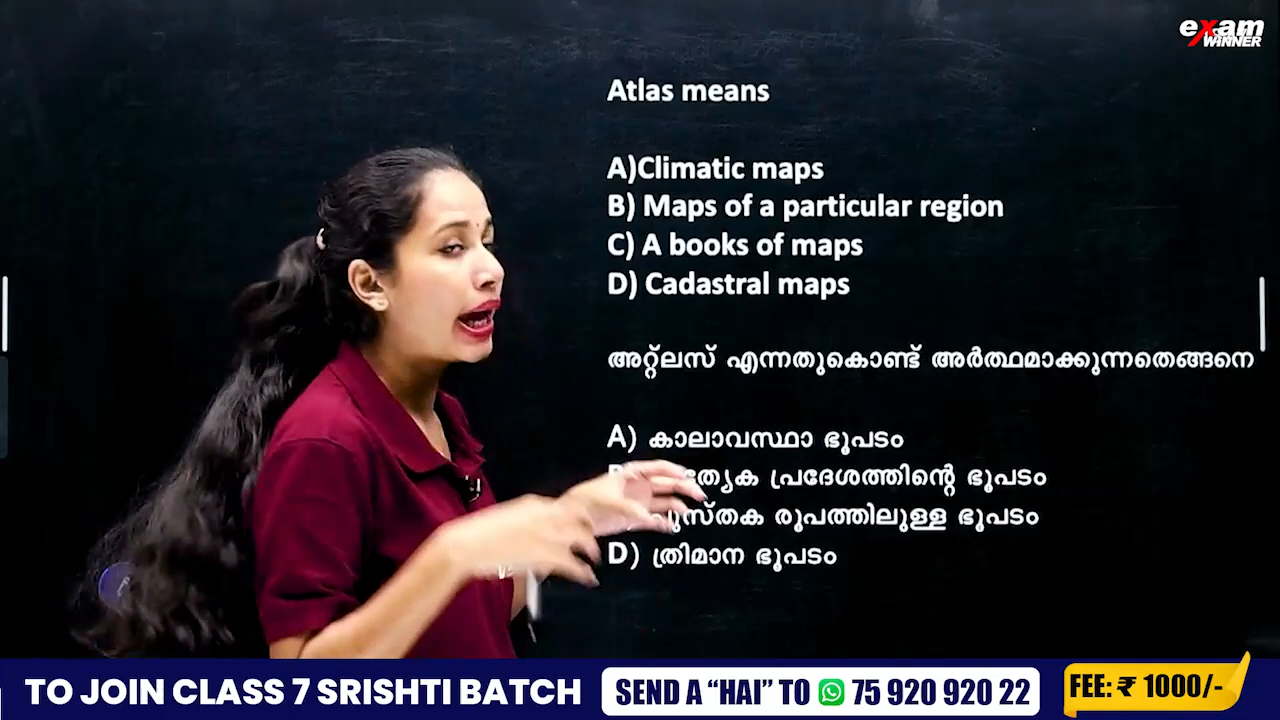 exam
WINNER
Atlas means
A)Climatic maps
B) Maps of a particular region
C) A books of maps
D) Cadastral maps
അറ്റ്ലസ് എന്നതുകൊണ്ട് അർത്ഥമാക്കുന്നതെങ്ങനെ
A) കാലാവസ്ഥാ ഭൂപടം
പ്രദേശത്തിന്റെ ഭൂപടം
രൂപത്തിലുള്ള ഭൂപടം
D) ത്രിമാന ഭൂപടം
TO JOIN CLASS 7 SRISHTI BATCH
SEND A “HAI” TO 75 920 920 22
FEE: ₹ 1000/-